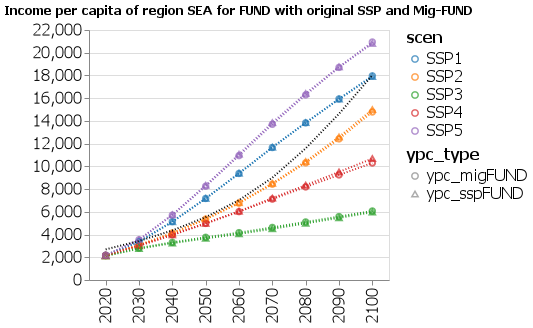 Income per capita of region SEA for FUND with original SSP and Mig-FUND
22,000
20,000
18,000
16,000
14,000
12,000
10,000
8,000
6,000
4,000
2,000
0
2020
2030
2040
2050
2060
2070
2080
2090
2100
scen
SSP1
SSP2
SSP3
SSP4
SSP5
ypc_type
ypc_migFUND
ypc_sspFUND